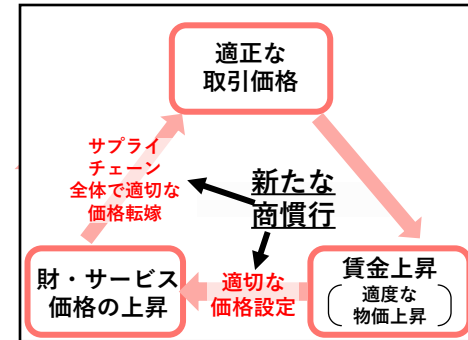 適正な
取引価格
サプライ
チェーン
全体で適切な
価格転嫁
新たな
商慣行
財・サービス
価格の上昇
適切な
価格設定
賃金上昇
適度な
物価上昇